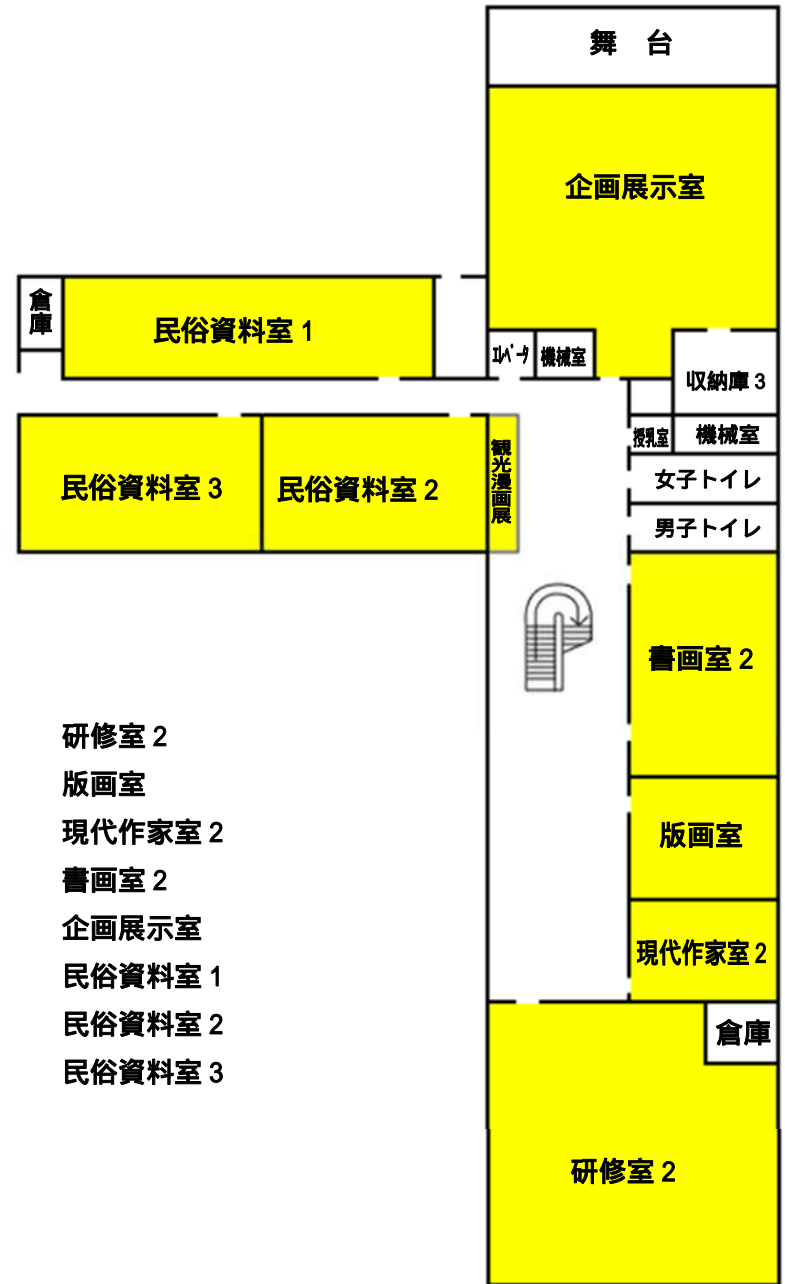 舞　台
企画展示室
倉庫
民俗資料室 1
ｴﾚﾍﾞｰﾀ
機械室
収納庫 3
授乳室
機械室
女子トイレ
男子トイレ
民俗資料室 3
民俗資料室 2
観光漫画展
書画室 2
版画室
現代作家室 2
倉庫
研修室 2
研修室 2
版画室
現代作家室 2
書画室 2
企画展示室
民俗資料室 1
民俗資料室 2
民俗資料室 3